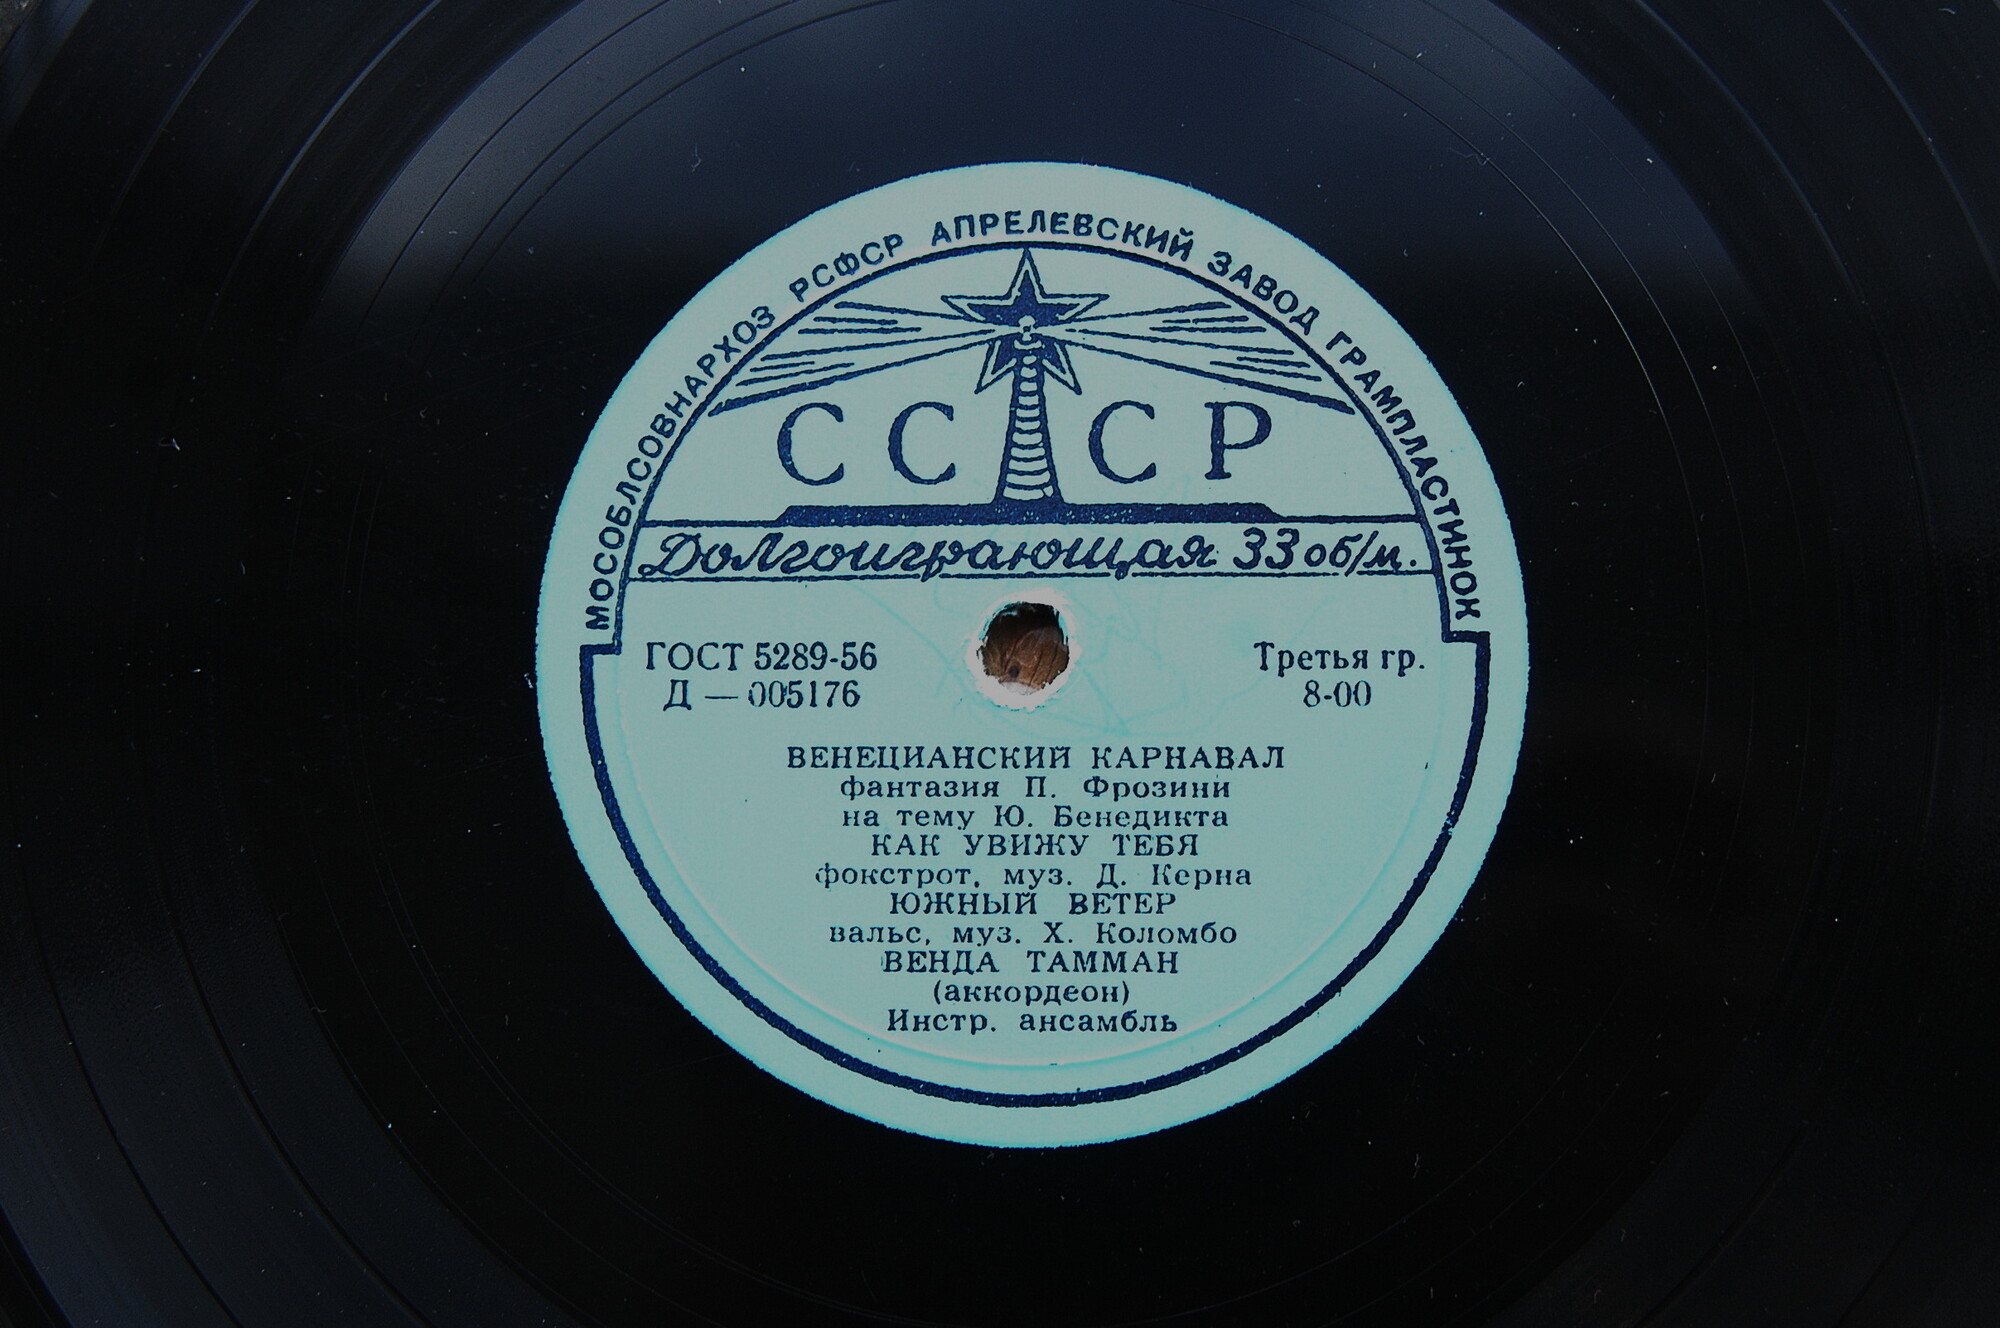 МОСОБЛСОВНАРХОЗ РСФСР АПРЕЛЕВСКИЙ ЗАВОД ГРАМПЛАСТИНОК
СССР
Долгоиграющая 33 об/м.
ГОСТ 5289-56
Д — 005176
Третья гр.
8-00
ВЕНЕЦИАНСКИЙ КАРНАВАЛ
фантазия П. Фрозини
на тему Ю. Бенедикта
КАК УВИЖУ ТЕБЯ
фокстрот, муз. Д. Керна
ЮЖНЫЙ ВЕТЕР
вальс, муз. Х. Коломбо
ВЕНДА ТАММАН
(аккордеон)
Инстр. ансамбль